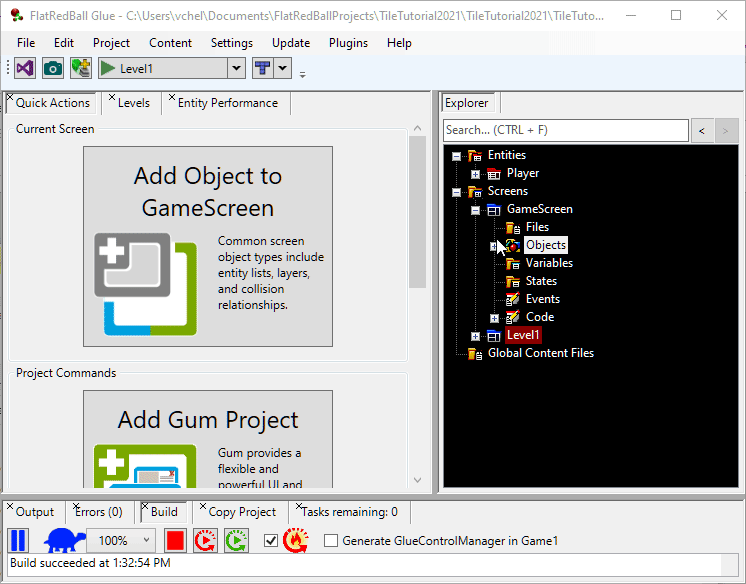 FlatRedBall Glue - C:\Users\vchel\Documents\FlatRedBallProjects\TileTutorial2021\TileTutorial2021\TileTuto...
File Edit Project Content Settings Update Plugins Help
Level1
Quick Actions Levels Entity Performance
Current Screen
Add Object to
GameScreen
Common screen
object types include
entity lists, layers,
and collision
relationships.
Project Commands
Add Gum Project
Gum provides a
flexible and
powerful UI and
Explorer
Search... (CTRL + F)
< >
Entities
Player
Screens
GameScreen
Files
Objects
Variables
States
Events
Code
Level1
Global Content Files
Output Errors (0) Build Copy Project Tasks remaining: 0
100% Generate GlueControlManager in Game1
Build succeeded at 1:32:54 PM